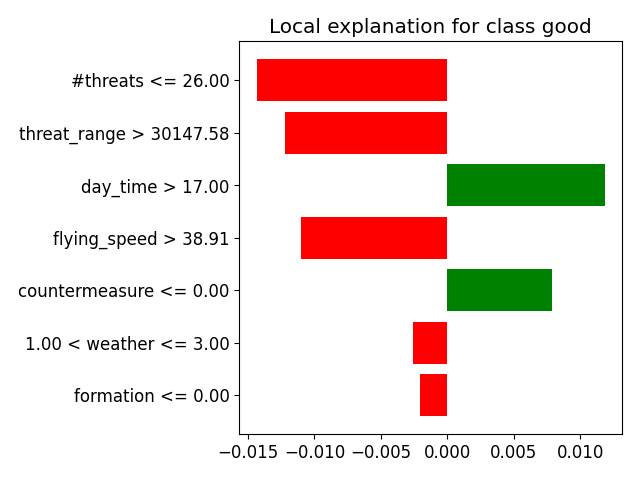 Local explanation for class good
#threats <= 26.00
threat_range > 30147.58
day_time > 17.00
flying_speed > 38.91
countermeasure <= 0.00
1.00 < weather <= 3.00
formation <= 0.00
−0.015 −0.010 −0.005 0.000 0.005 0.010